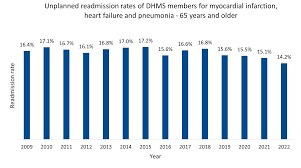 Unplanned readmission rates of DHMS members for myocardial infarction,
heart failure and pneumonia - 65 years and older
16.4% 17.1% 16.7% 16.1% 16.8% 17.0% 17.2% 15.6% 16.6% 16.8% 15.6% 15.5% 15.1% 14.2%
Readmission rate
2009 2010 2011 2012 2013 2014 2015 2016 2017 2018 2019 2020 2021 2022
Year